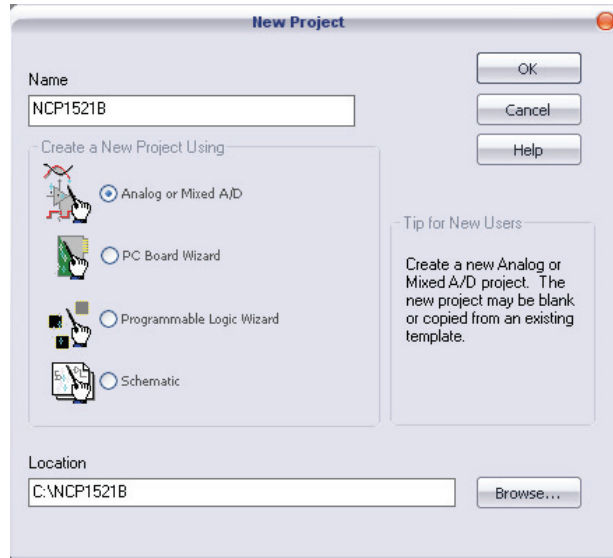 New Project
Name
NCP1521B
OK
Cancel
Help
Create a New Project Using
Analog or Mixed A/D
PC Board Wizard
Programmable Logic Wizard
Schematic
Tip for New Users
Create a new Analog or
Mixed A/D project. The
new project may be blank
or copied from an existing
template.
Location
C:\NCP1521B
Browse...